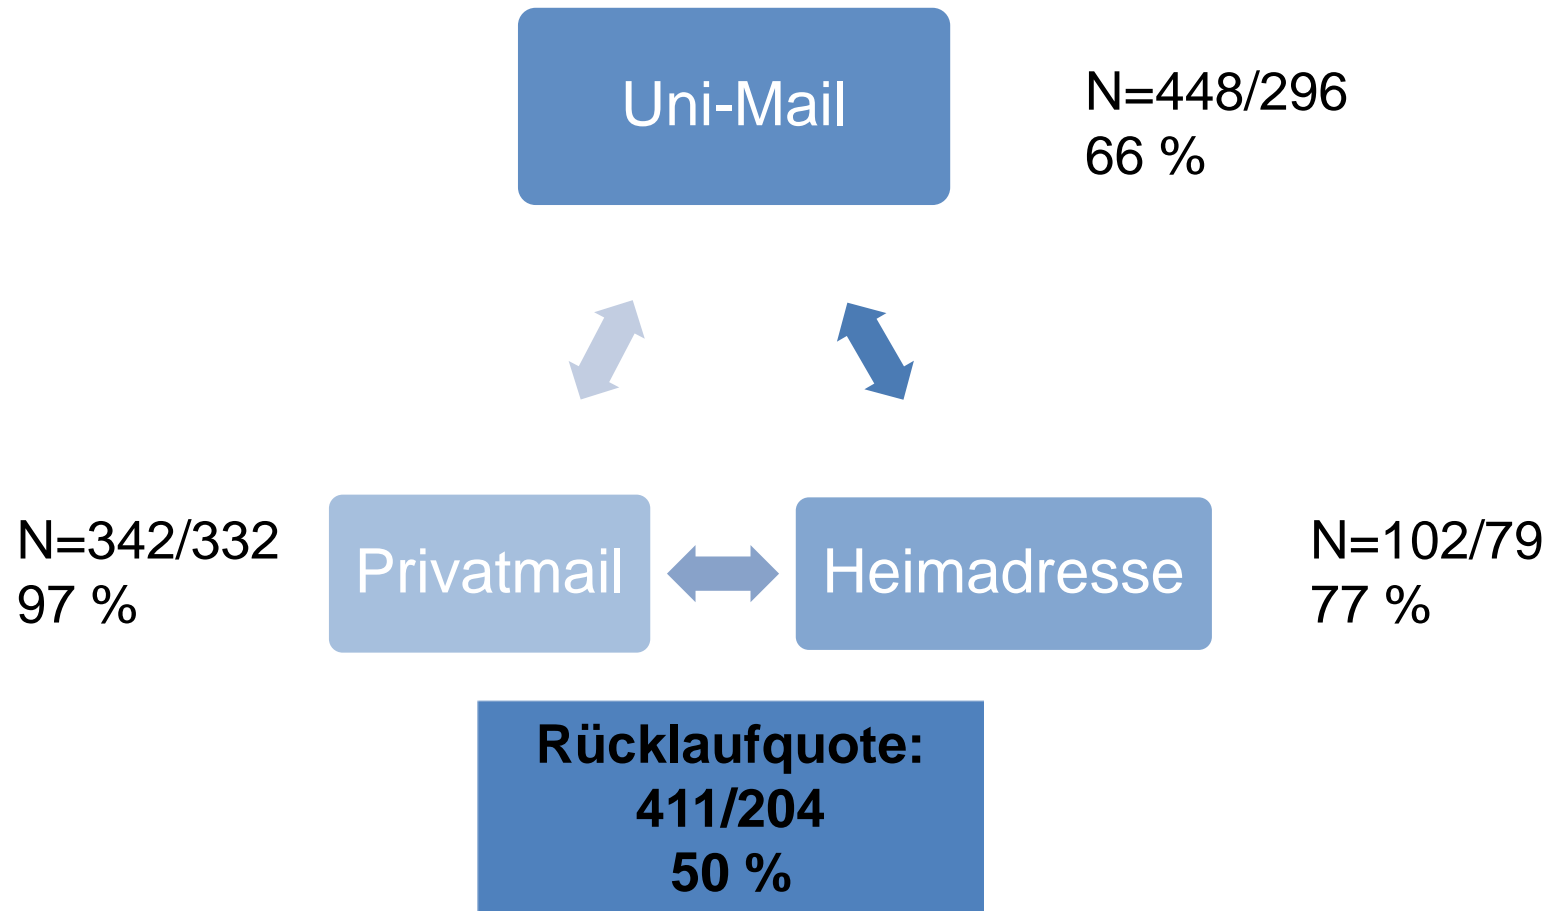 Uni-Mail
N=448/296
66 %
N=342/332
97 %
Privatmail
Heimadresse
N=102/79
77 %
Rücklaufquote:
411/204
50 %